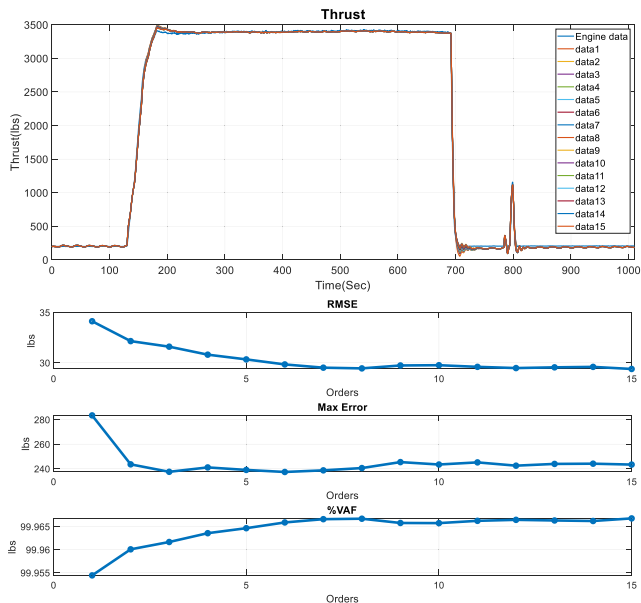 Thrust
3500
3000
2500
2000
1500
1000
500
0
Thrust(lbs)
0 100 200 300 400 500 600 700 800 900 1000
Time(Sec)
Engine data
data1
data2
data3
data4
data5
data6
data7
data8
data9
data10
data11
data12
data13
data14
data15
RMSE
35
30
lbs
0 5 10 15
Orders
Max Error
280
260
240
lbs
0 5 10 15
Orders
%VAF
99.965
99.96
99.955
lbs
0 5 10 15
Orders